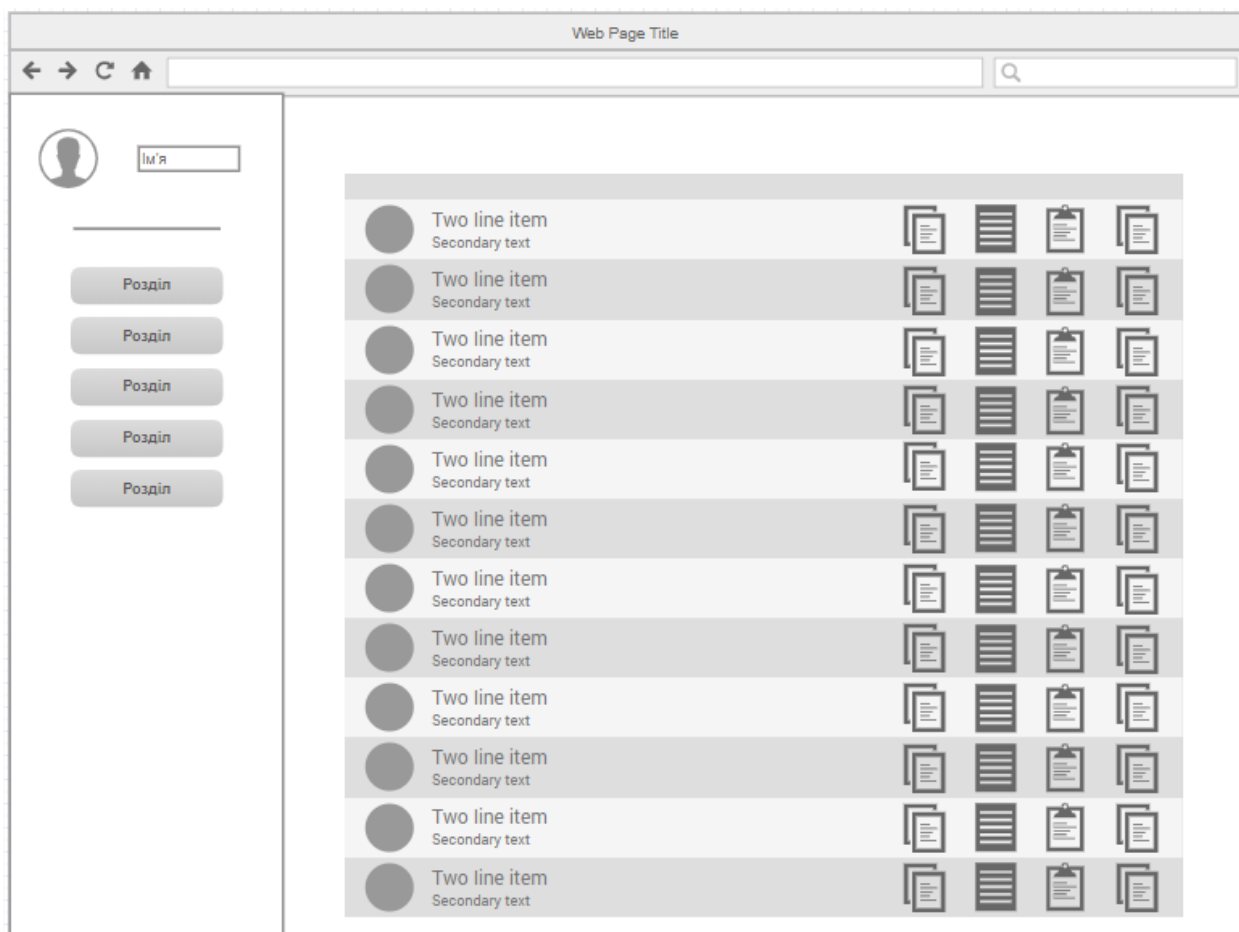 Web Page Title
Ім'я
Розділ
Розділ
Розділ
Розділ
Розділ
Two line item
Secondary text
Two line item
Secondary text
Two line item
Secondary text
Two line item
Secondary text
Two line item
Secondary text
Two line item
Secondary text
Two line item
Secondary text
Two line item
Secondary text
Two line item
Secondary text
Two line item
Secondary text
Two line item
Secondary text
Two line item
Secondary text